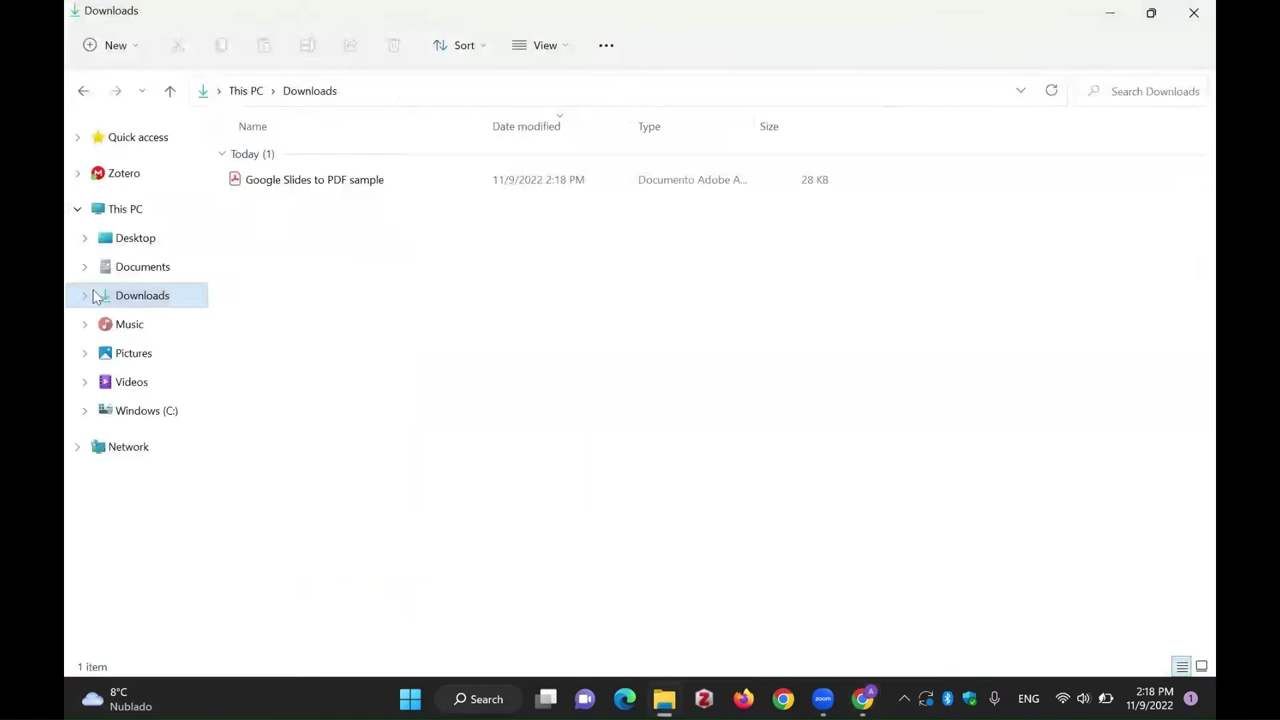 Downloads
New
Sort
View
This PC > Downloads
Search Downloads
Name
Date modified
Type
Size
Quick access
Today (1)
Zotero
Google Slides to PDF sample
11/9/2022 2:18 PM
Documento Adobe A...
28 KB
This PC
Desktop
Documents
Downloads
Music
Pictures
Videos
Windows (C:)
Network
1 item
8°C
Nublado
Search
zoom
A
ENG
2:18 PM
11/9/2022
1